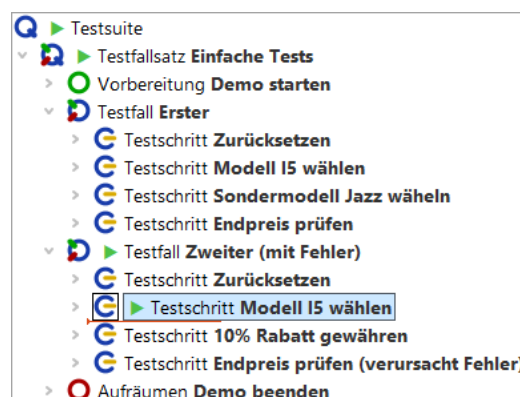 Testsuite
Testfallsatz Einfache Tests
Vorbereitung Demo starten
Testfall Erster
Testschritt Zurücksetzen
Testschritt Modell I5 wählen
Testschritt Sondermodell Jazz wäheln
Testschritt Endpreis prüfen
Testfall Zweiter (mit Fehler)
Testschritt Zurücksetzen
Testschritt Modell I5 wählen
Testschritt 10% Rabatt gewähren
Testschritt Endpreis prüfen (verursacht Fehler)
Aufräumen Demo beenden